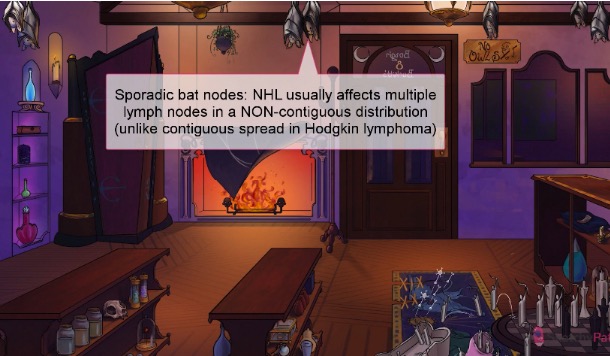 Sporadic bat nodes: NHL usually affects multiple
lymph nodes in a NON-contiguous distribution
(unlike contiguous spread in Hodgkin lymphoma)
No